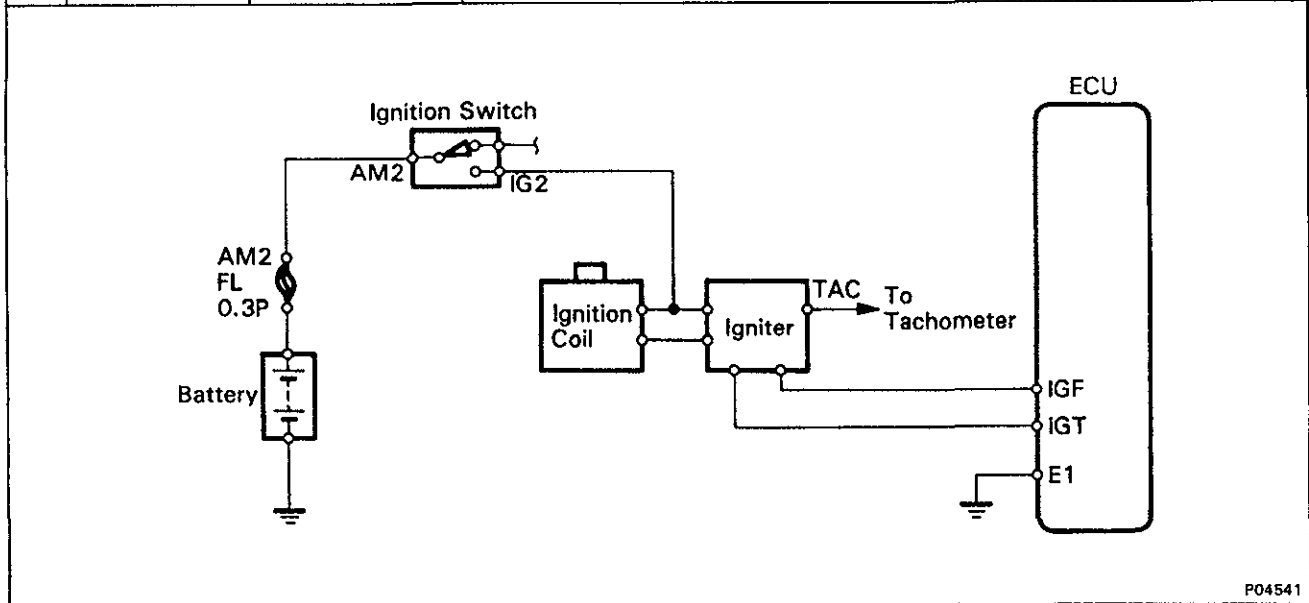 ECU
Ignition Switch
AM2
IG2
AM2
FL
0.3P
Battery
Ignition
Coil
Igniter
TAC
To
Tachometer
IGF
IGT
E1
P04541